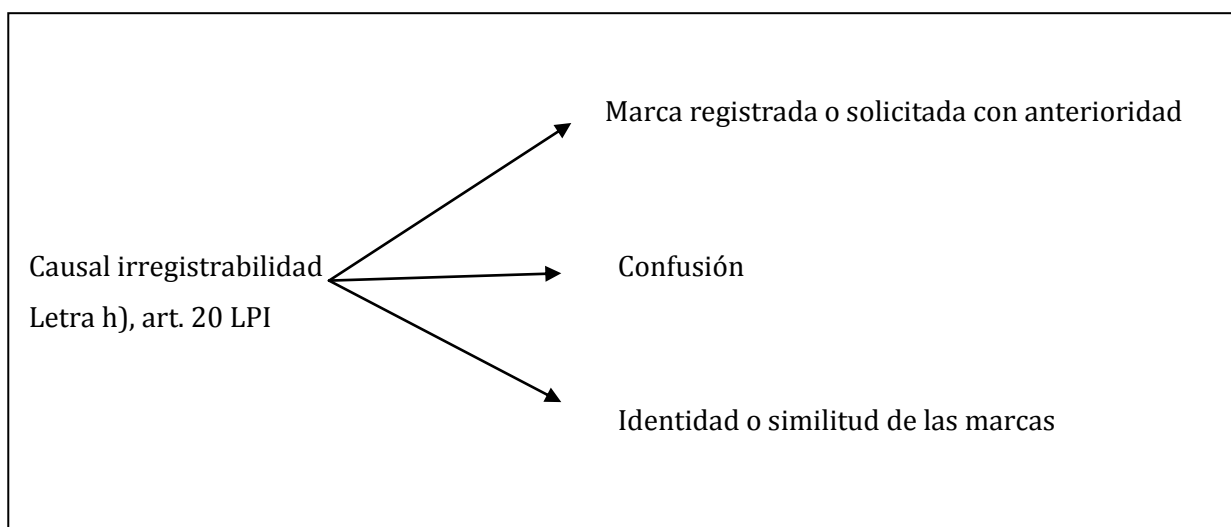 Marca registrada o solicitada con anterioridad
Causal irregistrabilidad
Letra h), art. 20 LPI
Confusión
Identidad o similitud de las marcas